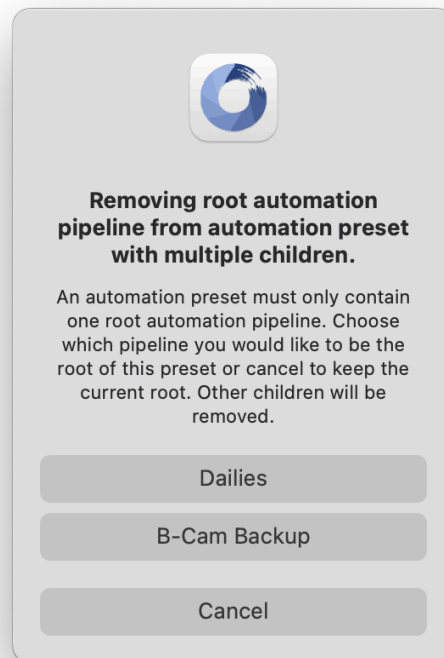 Removing root automation
pipeline from automation preset
with multiple children.
An automation preset must only contain
one root automation pipeline. Choose
which pipeline you would like to be the
root of this preset or cancel to keep the
current root. Other children will be
removed.
Dailies
B-Cam Backup
Cancel